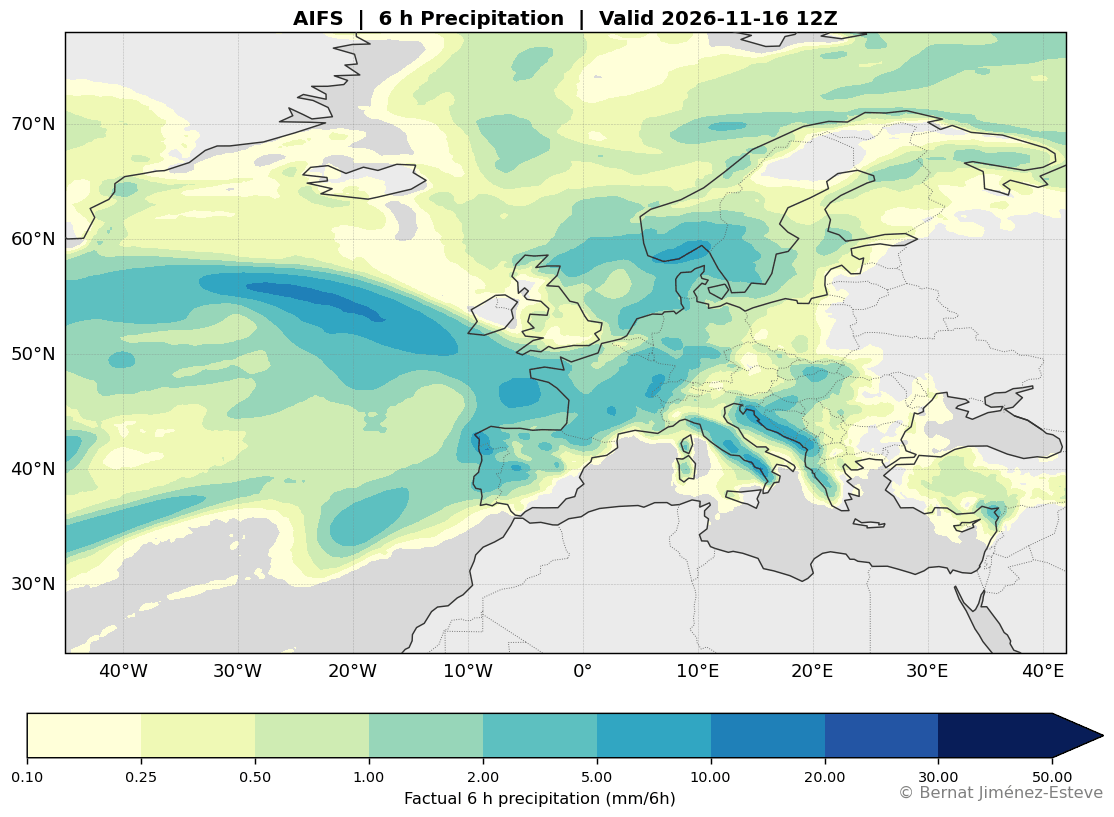 AIFS | 6 h Precipitation | Valid 2026-11-16 12Z
70°N
60°N
50°N
40°N
30°N
40°W 30°W 20°W 10°W 0° 10°E 20°E 30°E 40°E
0.10 0.25 0.50 1.00 2.00 5.00 10.00 20.00 30.00 50.00
Factual 6 h precipitation (mm/6h)
© Bernat Jiménez-Esteve